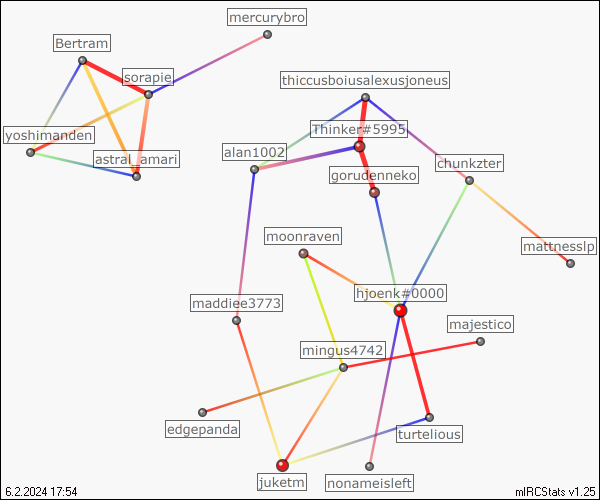 mercurybro
Bertram
sorapie
thiccusboiusalexusjoneus
yoshimanden
Thinker#5995
astral_amari
alan1002
chunkzter
gorudenneko
moonraven
mattnesslp
hjoenk#0000
maddiee3773
majestico
mingus4742
edgepanda
turtelious
juketm
nonameisleft
6.2.2024 17:54
mIRCStats v1.25